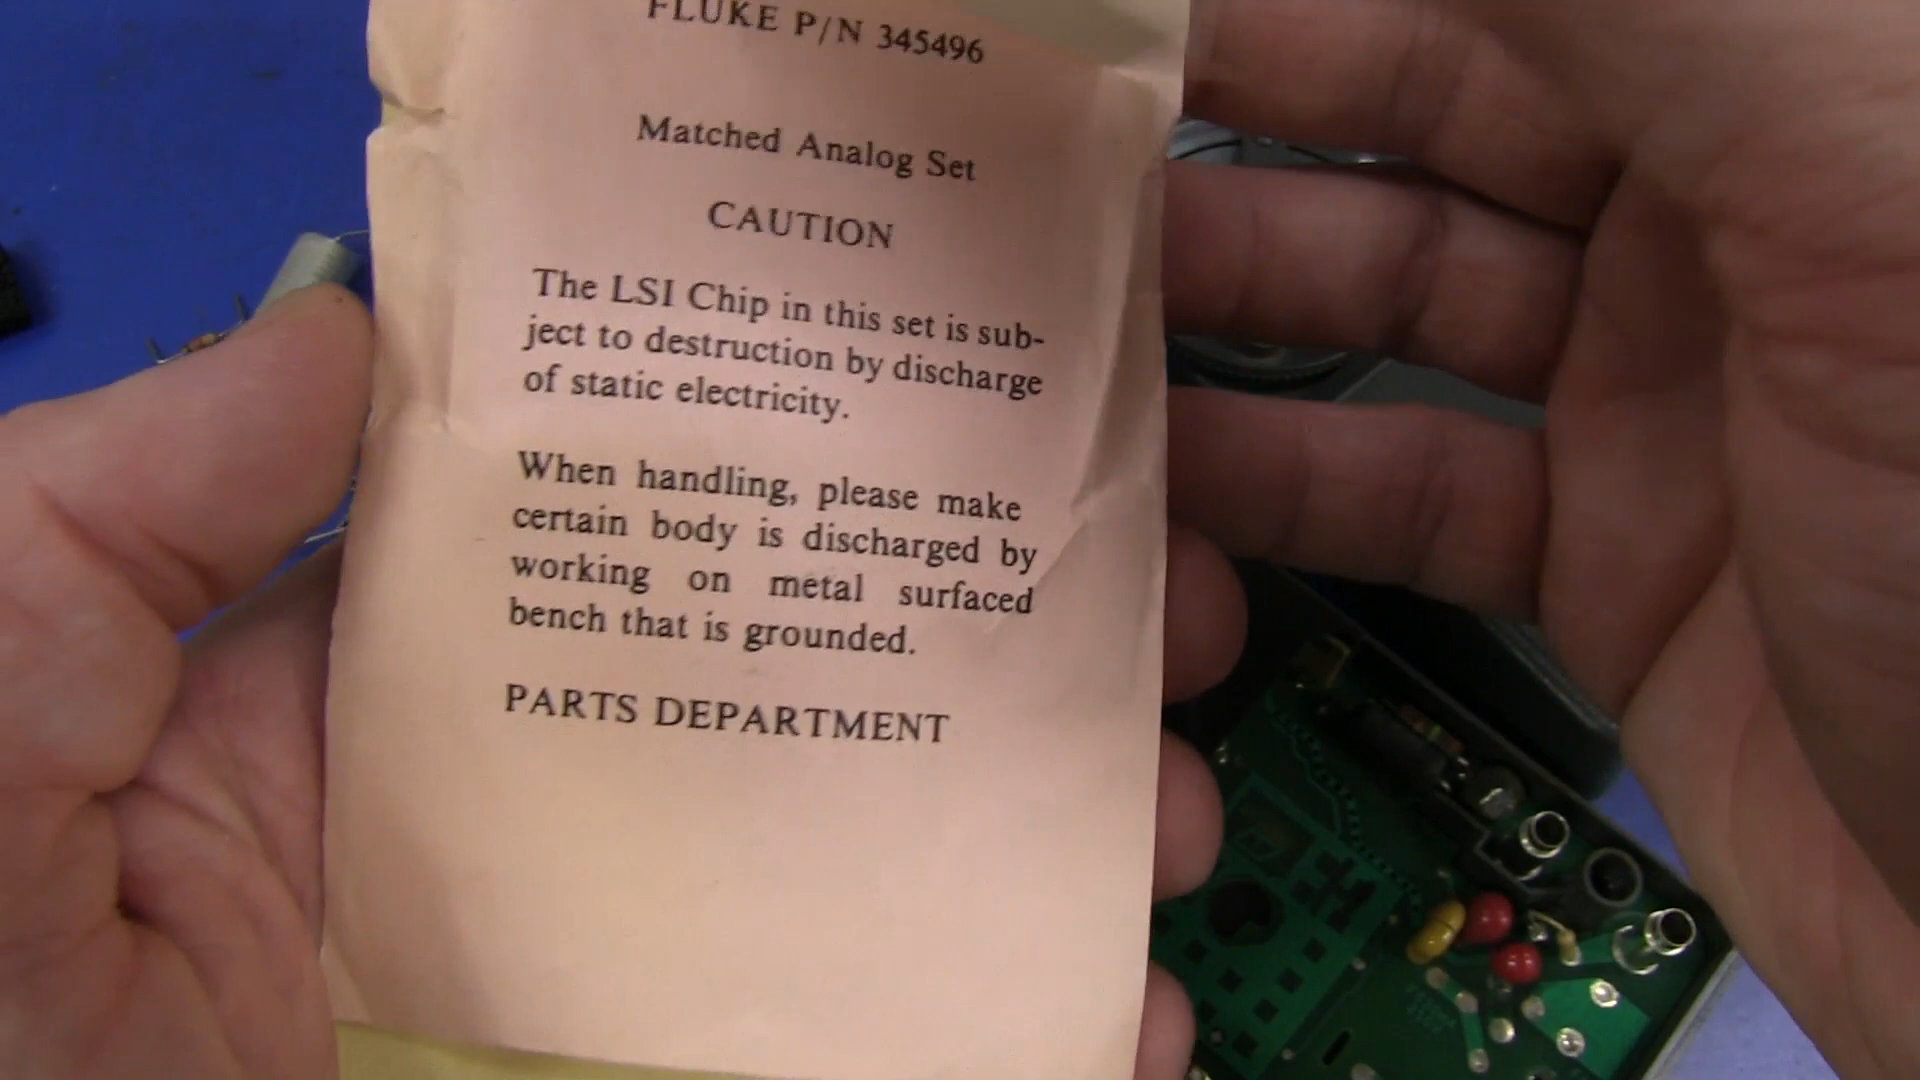 FLUKE P/N 345496
Matched Analog Set
CAUTION
The LSI Chip in this set is sub-
ject to destruction by discharge
of static electricity.
When handling, please make
certain body is discharged by
working on metal surfaced
bench that is grounded.
PARTS DEPARTMENT